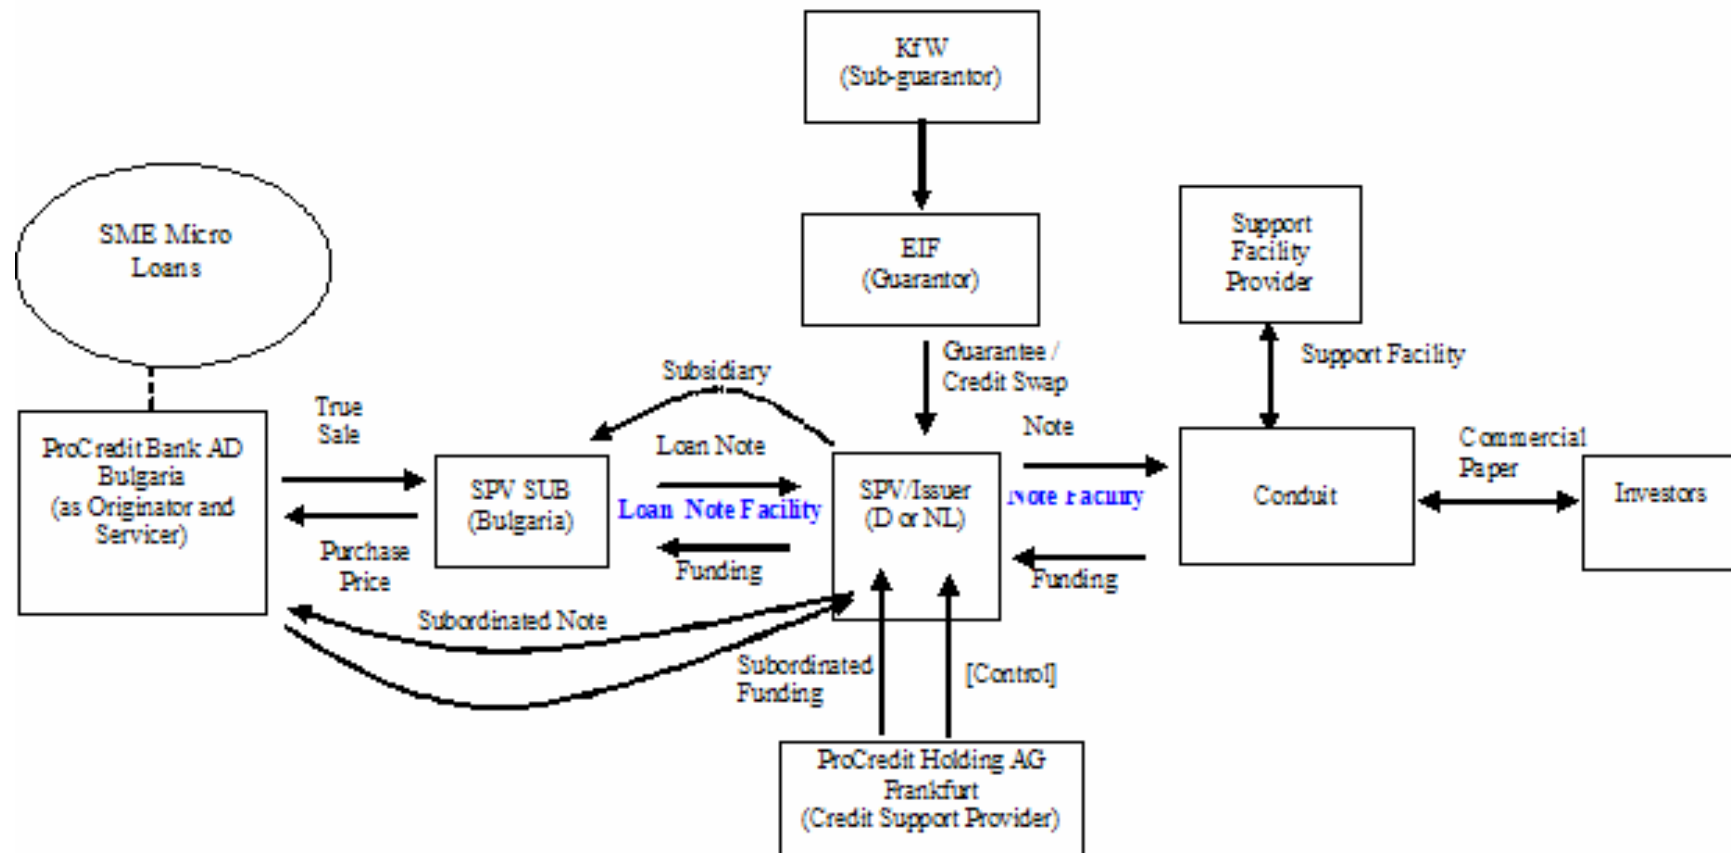 KfW
(Sub-guarantor)
SME Micro
Loans
EIF
(Guarantor)
Support
Facility
Provider
Guarantee /
Credit Swap
Support Facility
Subsidiary
True
Sale
ProCredit Bank AD
Bulgaria
(as Originator and
Servicer)
Loan Note
Note
Commercial
Paper
SPV SUB
(Bulgaria)
Loan Note Facility
SPV/Issuer
(D or NL)
Note Facility
Conduit
Investors
Purchase
Price
Funding
Funding
Subordinated Note
Subordinated
Funding
[Control]
ProCredit Holding AG
Frankfurt
(Credit Support Provider)